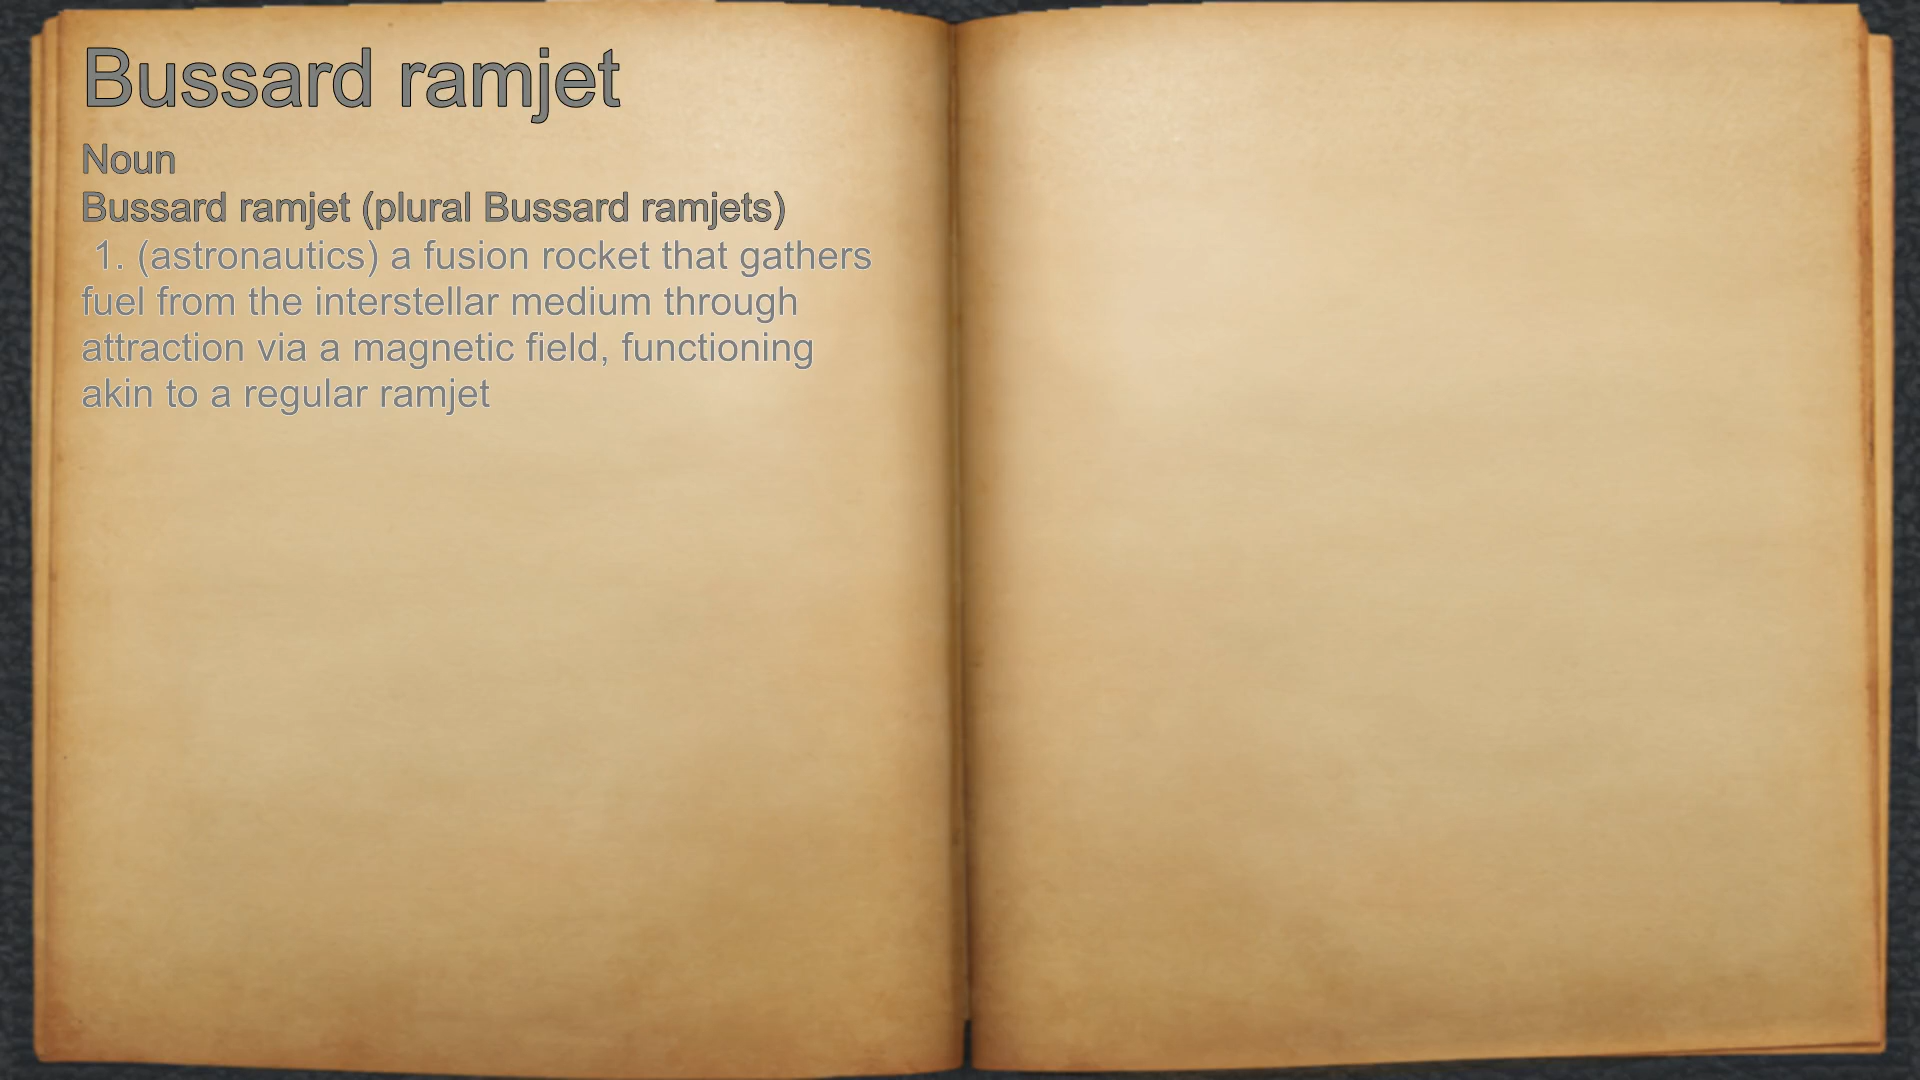 Bussard ramjet
Noun
Bussard ramjet (plural Bussard ramjets)
1. (astronautics) a fusion rocket that gathers
fuel from the interstellar medium through
attraction via a magnetic field, functioning
akin to a regular ramjet